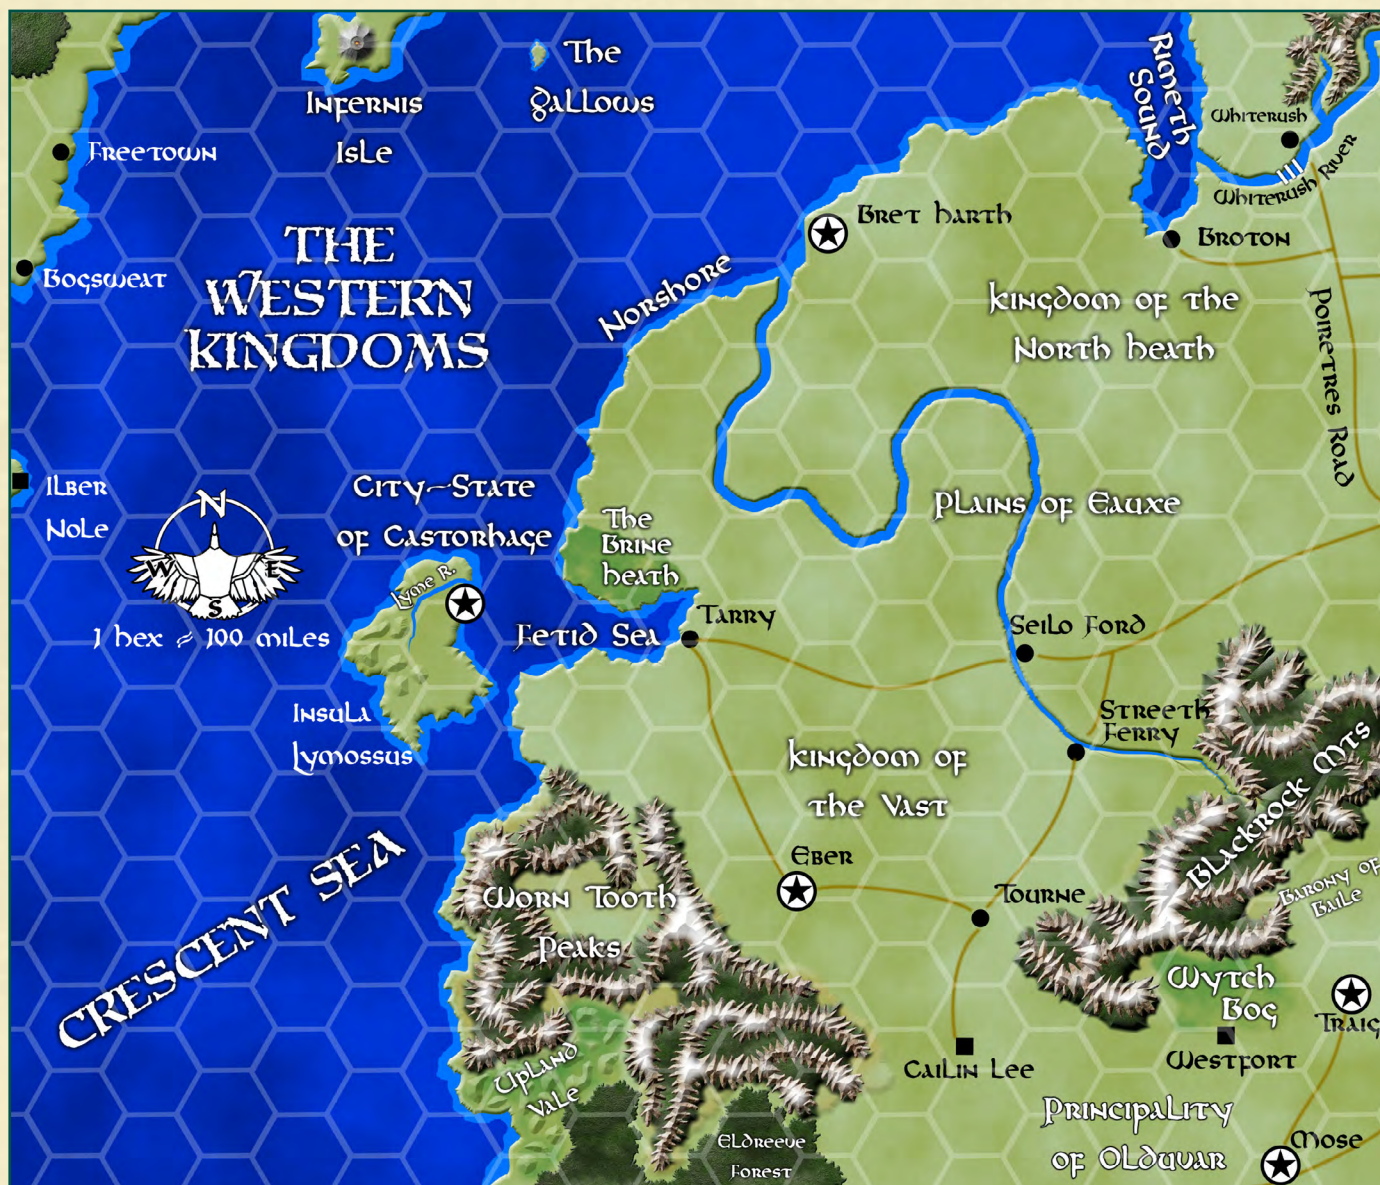 The
Gallows
Infernis
Isle
Rimeth
Sound
Whiterush
Whiterush River
Freetown
Bogsweat
THE
WESTERN
KINGDOMS
Norshore
Bret Harth
Broton
Kingdom of the
North Heath
Poiretres Road
Ilber
Nole
N
W
E
S
1 hex ≈ 100 miles
City-State
of Castorhage
Lyme R.
The
Brine
Heath
Plains of Eauxe
Fetid Sea
Tarry
Seilo Ford
Insula
Lymossus
Streeth
Ferry
Kingdom of
the Vast
Blackrock Mts
CRESCENT SEA
Eber
Tourne
Barony of
Baile
Worn Tooth
Peaks
Wytch
Bog
Traig
Westfort
Cailin Lee
Upland
Vale
Eldreeve
Forest
Principality
of Olduvar
Mose